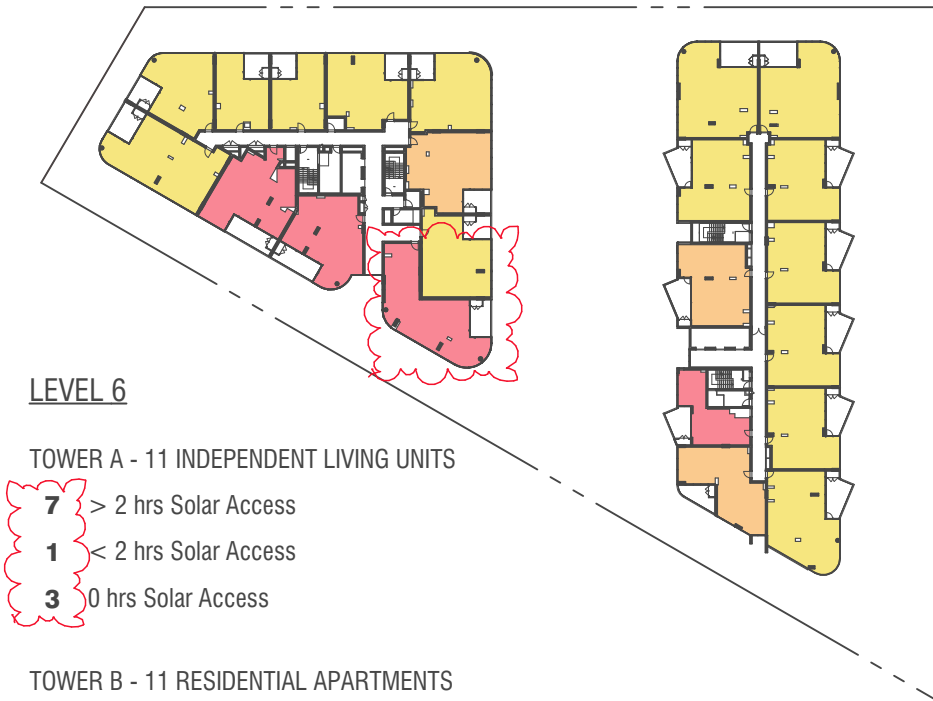 LEVEL 6
TOWER A - 11 INDEPENDENT LIVING UNITS
7 > 2 hrs Solar Access
1 < 2 hrs Solar Access
3 0 hrs Solar Access
TOWER B - 11 RESIDENTIAL APARTMENTS